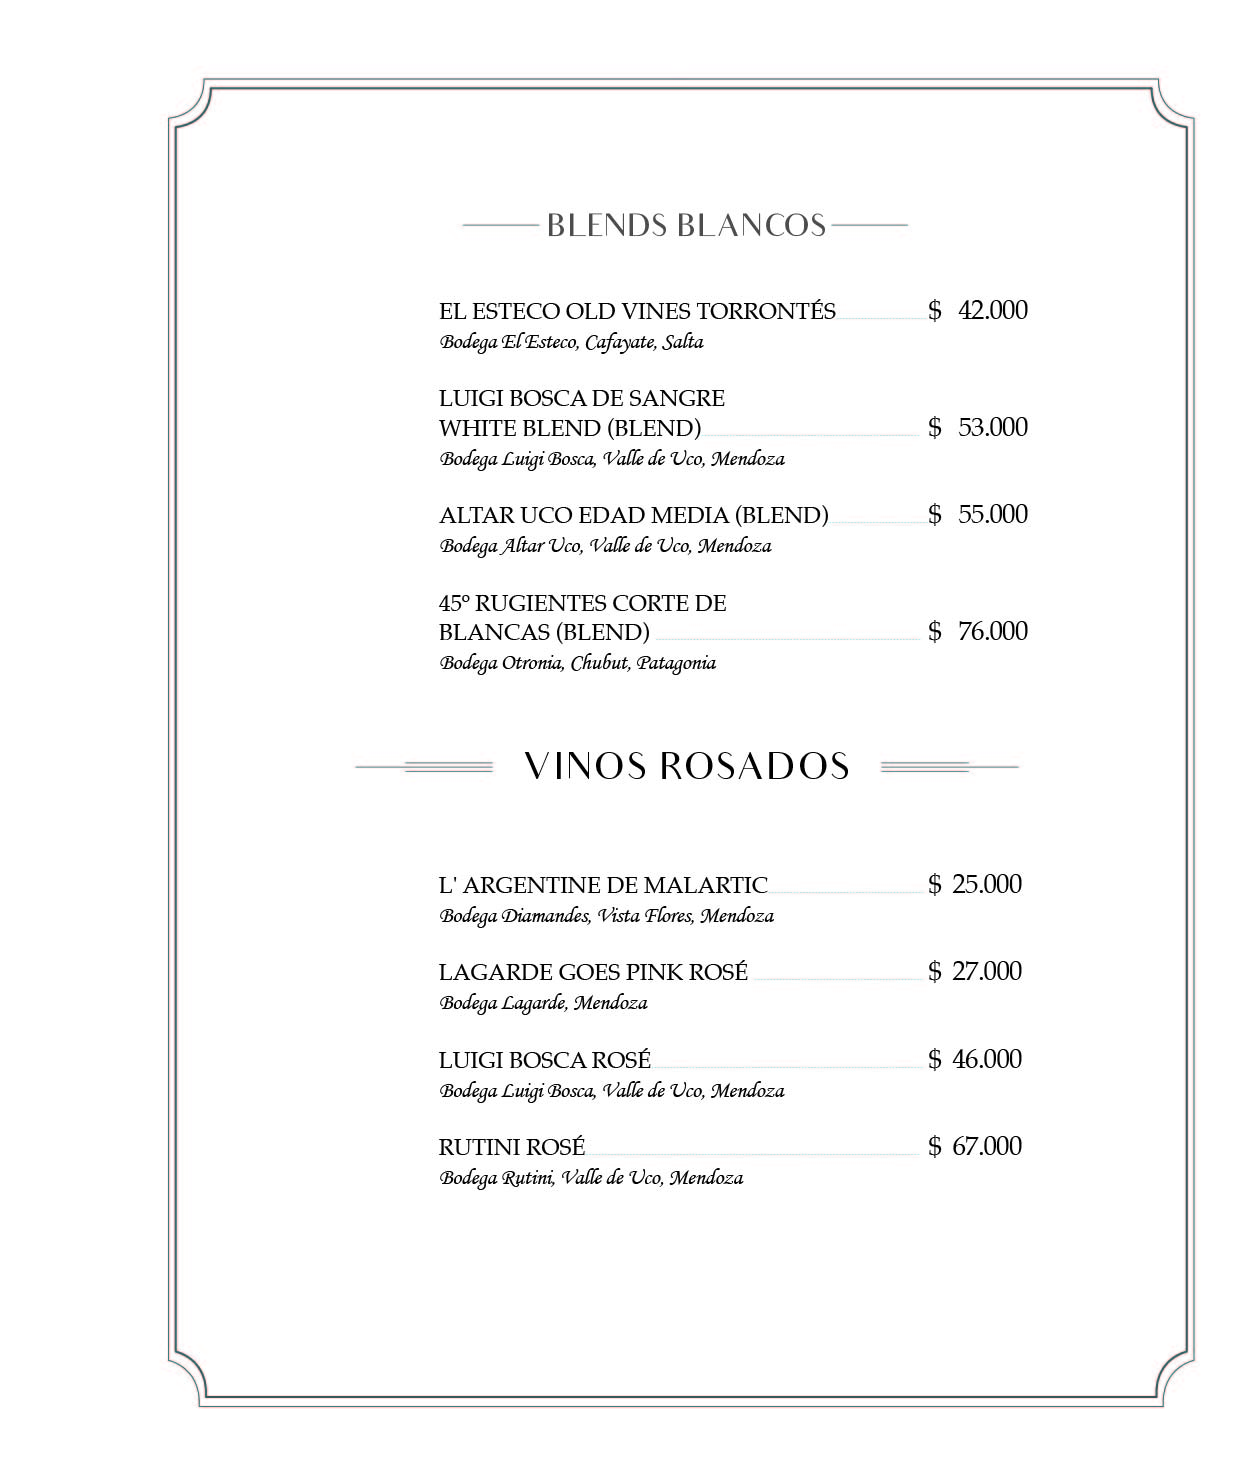 BLENDS BLANCOS
EL ESTECO OLD VINES TORRONTÉS $ 42.000
Bodega El Esteco, Cafayate, Salta
LUIGI BOSCA DE SANGRE
WHITE BLEND (BLEND) $ 53.000
Bodega Luigi Bosca, Valle de Uco, Mendoza
ALTAR UCO EDAD MEDIA (BLEND) $ 55.000
Bodega Altar Uco, Valle de Uco, Mendoza
45º RUGIENTES CORTE DE
BLANCAS (BLEND) $ 76.000
Bodega Otronia, Chubut, Patagonia
VINOS ROSADOS
L' ARGENTINE DE MALARTIC $ 25.000
Bodega Diamandes, Vista Flores, Mendoza
LAGARDE GOES PINK ROSÉ $ 27.000
Bodega Lagarde, Mendoza
LUIGI BOSCA ROSÉ $ 46.000
Bodega Luigi Bosca, Valle de Uco, Mendoza
RUTINI ROSÉ $ 67.000
Bodega Rutini, Valle de Uco, Mendoza